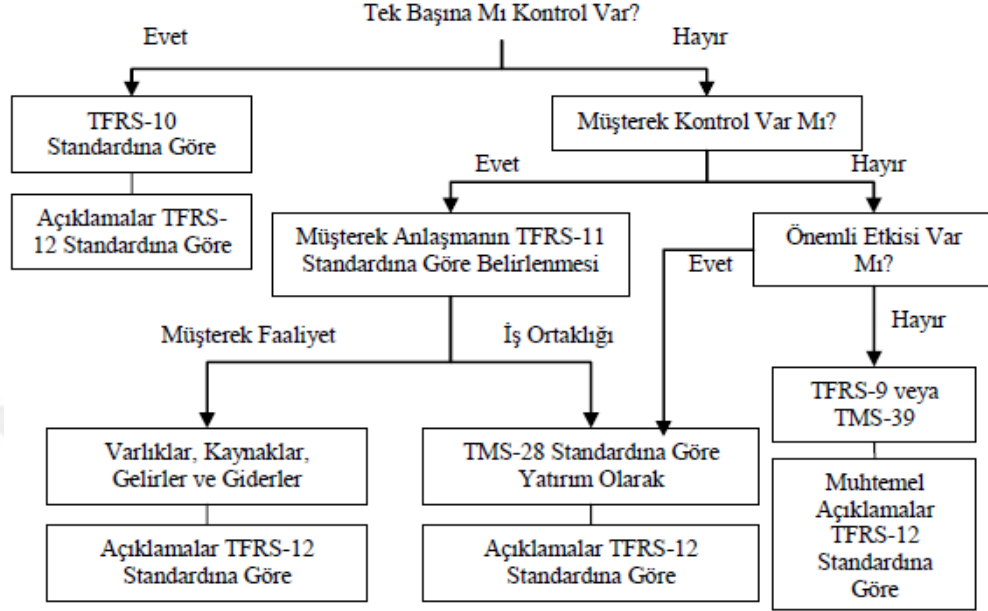 Tek Başına Mı Kontrol Var?
Evet
Hayır
TFRS-10
Standardına Göre
Müşterek Kontrol Var Mı?
Evet
Hayır
Açıklamalar TFRS-
12 Standardına Göre
Müşterek Anlaşmanın TFRS-11
Standardına Göre Belirlenmesi
Önemli Etkisi Var
Mı?
Evet
Hayır
Müşterek Faaliyet
İş Ortaklığı
TFRS-9 veya
TMS-39
Varlıklar, Kaynaklar,
Gelirler ve Giderler
TMS-28 Standardına Göre
Yatırım Olarak
Muhtemel
Açıklamalar
TFRS-12
Standardına
Göre
Açıklamalar TFRS-12
Standardına Göre
Açıklamalar TFRS-12
Standardına Göre